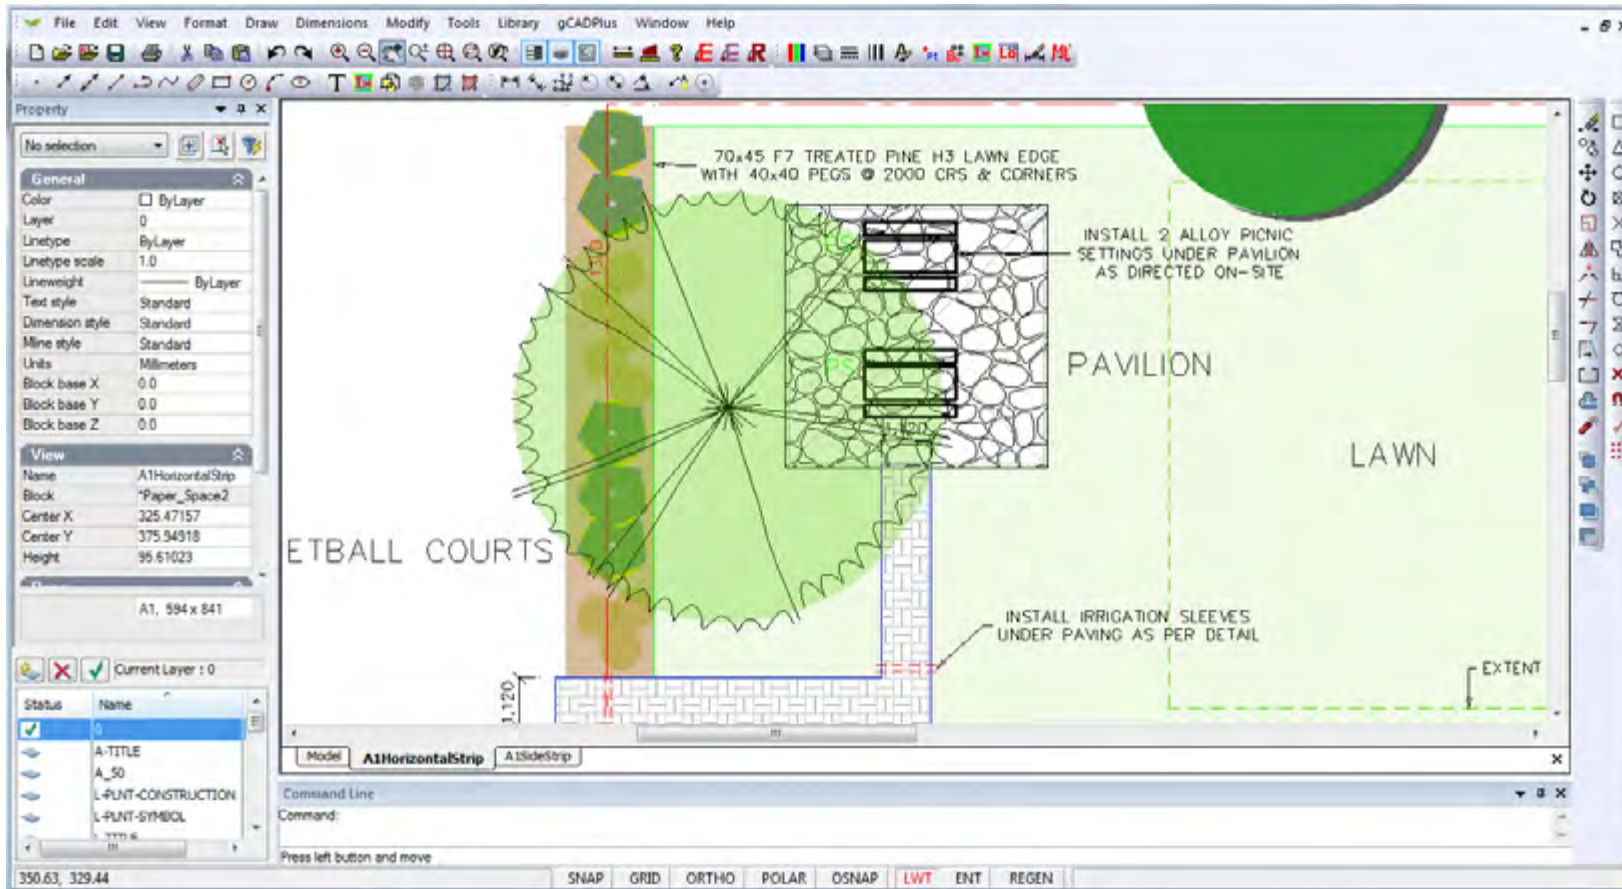 File Edit View Format Draw Dimensions Modify Tools Library gCADPlus Window Help
Property
No selection
General
Color ByLayer
Layer 0
Linetype ByLayer
Linetype scale 1.0
Lineweight ByLayer
Text style Standard
Dimension style Standard
Mline style Standard
Units Millimeters
Block base X 0.0
Block base Y 0.0
Block base Z 0.0
View
Name A1HorizontalStrip
Block *Paper_Space2
Center X 325.47157
Center Y 375.94918
Height 95.61023
A1, 594 x 841
Current Layer : 0
Status Name
0
A-TITLE
A_50
L-PLNT-CONSTRUCTION
L-PLNT-SYMBOL
70x45 F7 TREATED PINE H3 LAWN EDGE
WITH 40x40 PEGS @ 2000 CRS & CORNERS
INSTALL 2 ALLOY PICNIC
SETTINGS UNDER PAVILION
AS DIRECTED ON-SITE
PS
PAVILION
LAWN
ETBALL COURTS
INSTALL IRRIGATION SLEEVES
UNDER PAVING AS PER DETAIL
EXTENT
1,120
Model A1HorizontalStrip A1SideStrip
Command Line
Command:
Press left button and move
350.63, 329.44 SNAP GRID ORTHO POLAR OSNAP LWT ENT REGEN